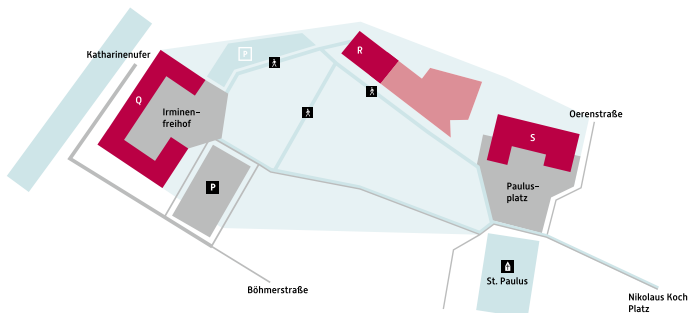 Katharinenufer
P
R
Q
Irminen-
freihof
Oerenstraße
S
P
Paulus-
platz
St. Paulus
Böhmerstraße
Nikolaus Koch
Platz